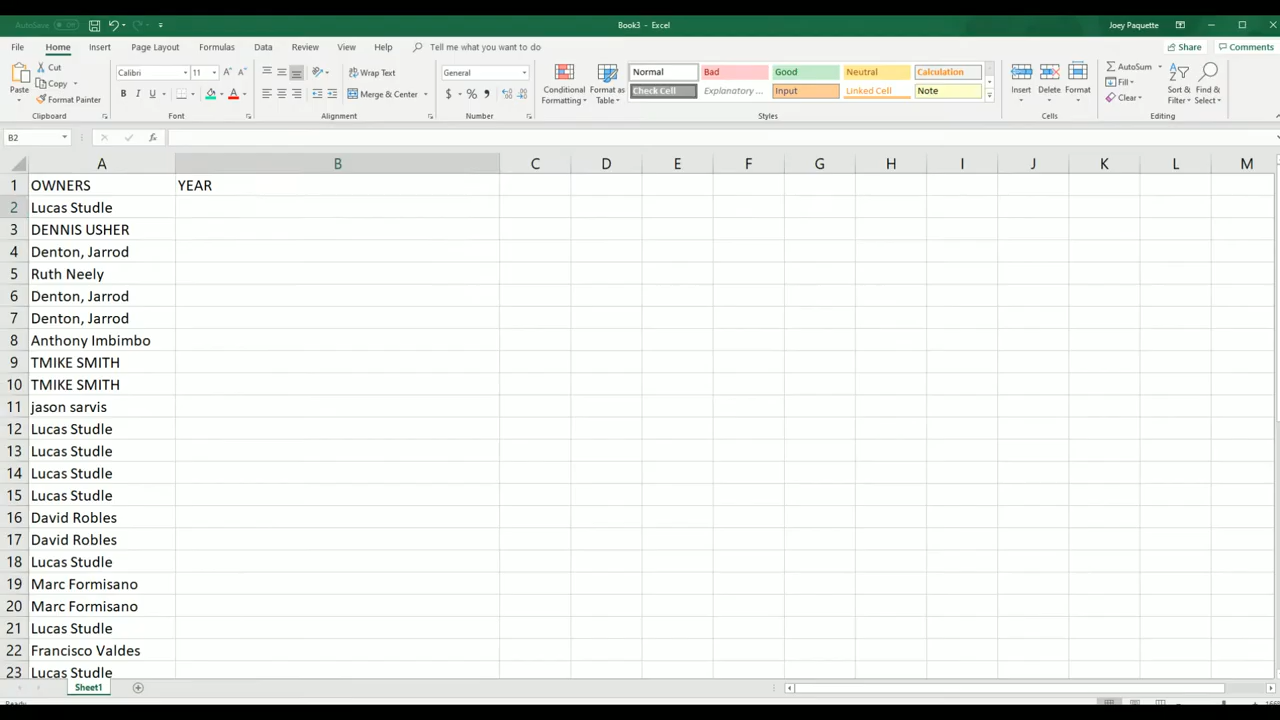 AutoSave Off
Book3 - Excel
Joey Paquette
File Home Insert Page Layout Formulas Data Review View Help Tell me what you want to do
Share Comments
Paste
Cut
Copy
Format Painter
Clipboard
Calibri 11
B I U A
Font
Wrap Text
Merge & Center
Alignment
General
$ % ,
Number
Conditional Formatting
Format as Table
Normal Bad Good Neutral Calculation
Check Cell Explanatory ... Input Linked Cell Note
Styles
Insert Delete Format
Cells
AutoSum
Fill
Clear
Sort & Filter
Find & Select
Editing
B2 fx
A B C D E F G H I J K L M
1 OWNERS YEAR
2 Lucas Studle
3 DENNIS USHER
4 Denton, Jarrod
5 Ruth Neely
6 Denton, Jarrod
7 Denton, Jarrod
8 Anthony Imbimbo
9 TMIKE SMITH
10 TMIKE SMITH
11 jason sarvis
12 Lucas Studle
13 Lucas Studle
14 Lucas Studle
15 Lucas Studle
16 David Robles
17 David Robles
18 Lucas Studle
19 Marc Formisano
20 Marc Formisano
21 Lucas Studle
22 Francisco Valdes
23 Lucas Studle
Sheet1